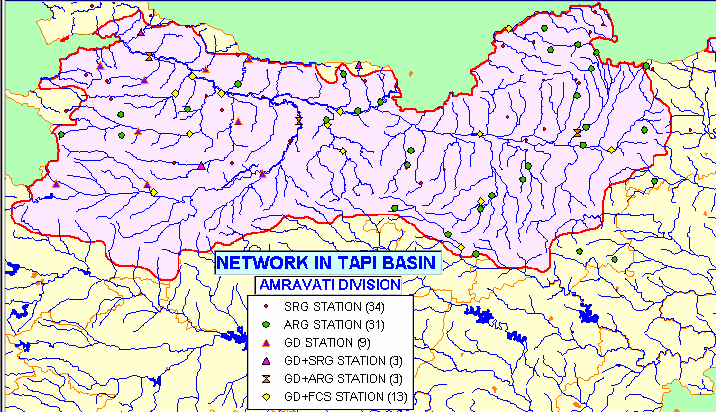 NETWORK IN TAPI BASIN
AMRAVATI DIVISION
SRG STATION (34)
ARG STATION (31)
GD STATION (9)
GD+SRG STATION (3)
GD+ARG STATION (3)
GD+FCS STATION (13)